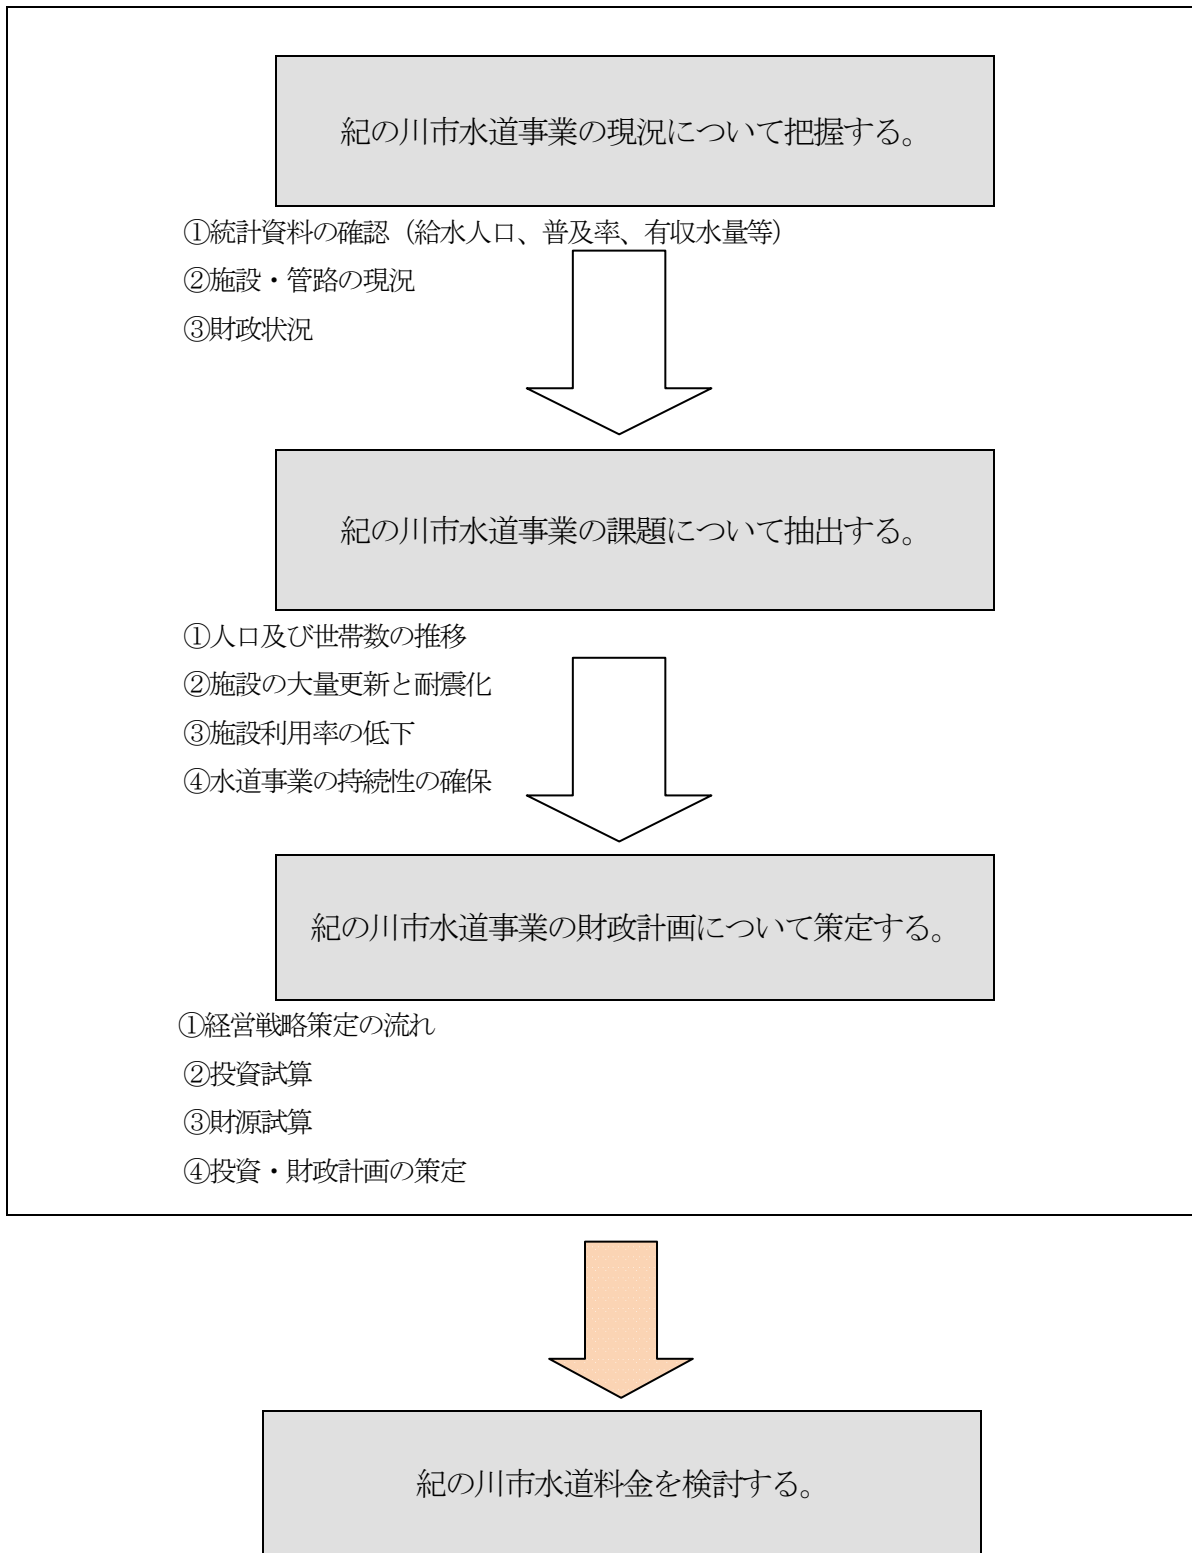 紀の川市水道事業の現況について把握する。
①統計資料の確認（給水人口、普及率、有収水量等）
②施設・管路の現況
③財政状況
紀の川市水道事業の課題について抽出する。
①人口及び世帯数の推移
②施設の大量更新と耐震化
③施設利用率の低下
④水道事業の持続性の確保
紀の川市水道事業の財政計画について策定する。
①経営戦略策定の流れ
②投資試算
③財源試算
④投資・財政計画の策定
紀の川市水道料金を検討する。